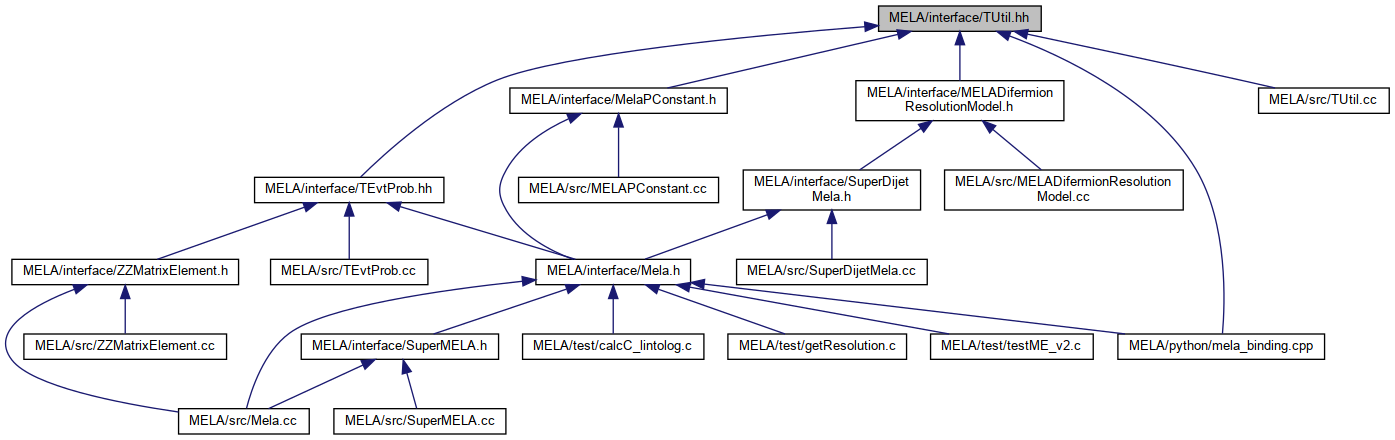 MELA/interface/TUtil.hh
MELA/interface/MelaPConstant.h
MELA/interface/MELADifermion
ResolutionModel.h
MELA/src/TUtil.cc
MELA/interface/TEvtProb.hh
MELA/src/MELAPConstant.cc
MELA/interface/SuperDijet
Mela.h
MELA/src/MELADifermionResolution
Model.cc
MELA/interface/ZZMatrixElement.h
MELA/src/TEvtProb.cc
MELA/interface/Mela.h
MELA/src/SuperDijetMela.cc
MELA/src/ZZMatrixElement.cc
MELA/interface/SuperMELA.h
MELA/test/calcC_lintolog.c
MELA/test/getResolution.c
MELA/test/testME_v2.c
MELA/python/mela_binding.cpp
MELA/src/Mela.cc
MELA/src/SuperMELA.cc